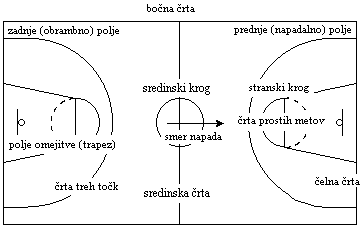 bočna črta
zadnje (obrambno) polje
prednje (napadalno) polje
sredinski krog
stranski krog
črta prostih metov
smer napada
polje omejitve (trapez)
črta treh točk
sredinska črta
čelna črta